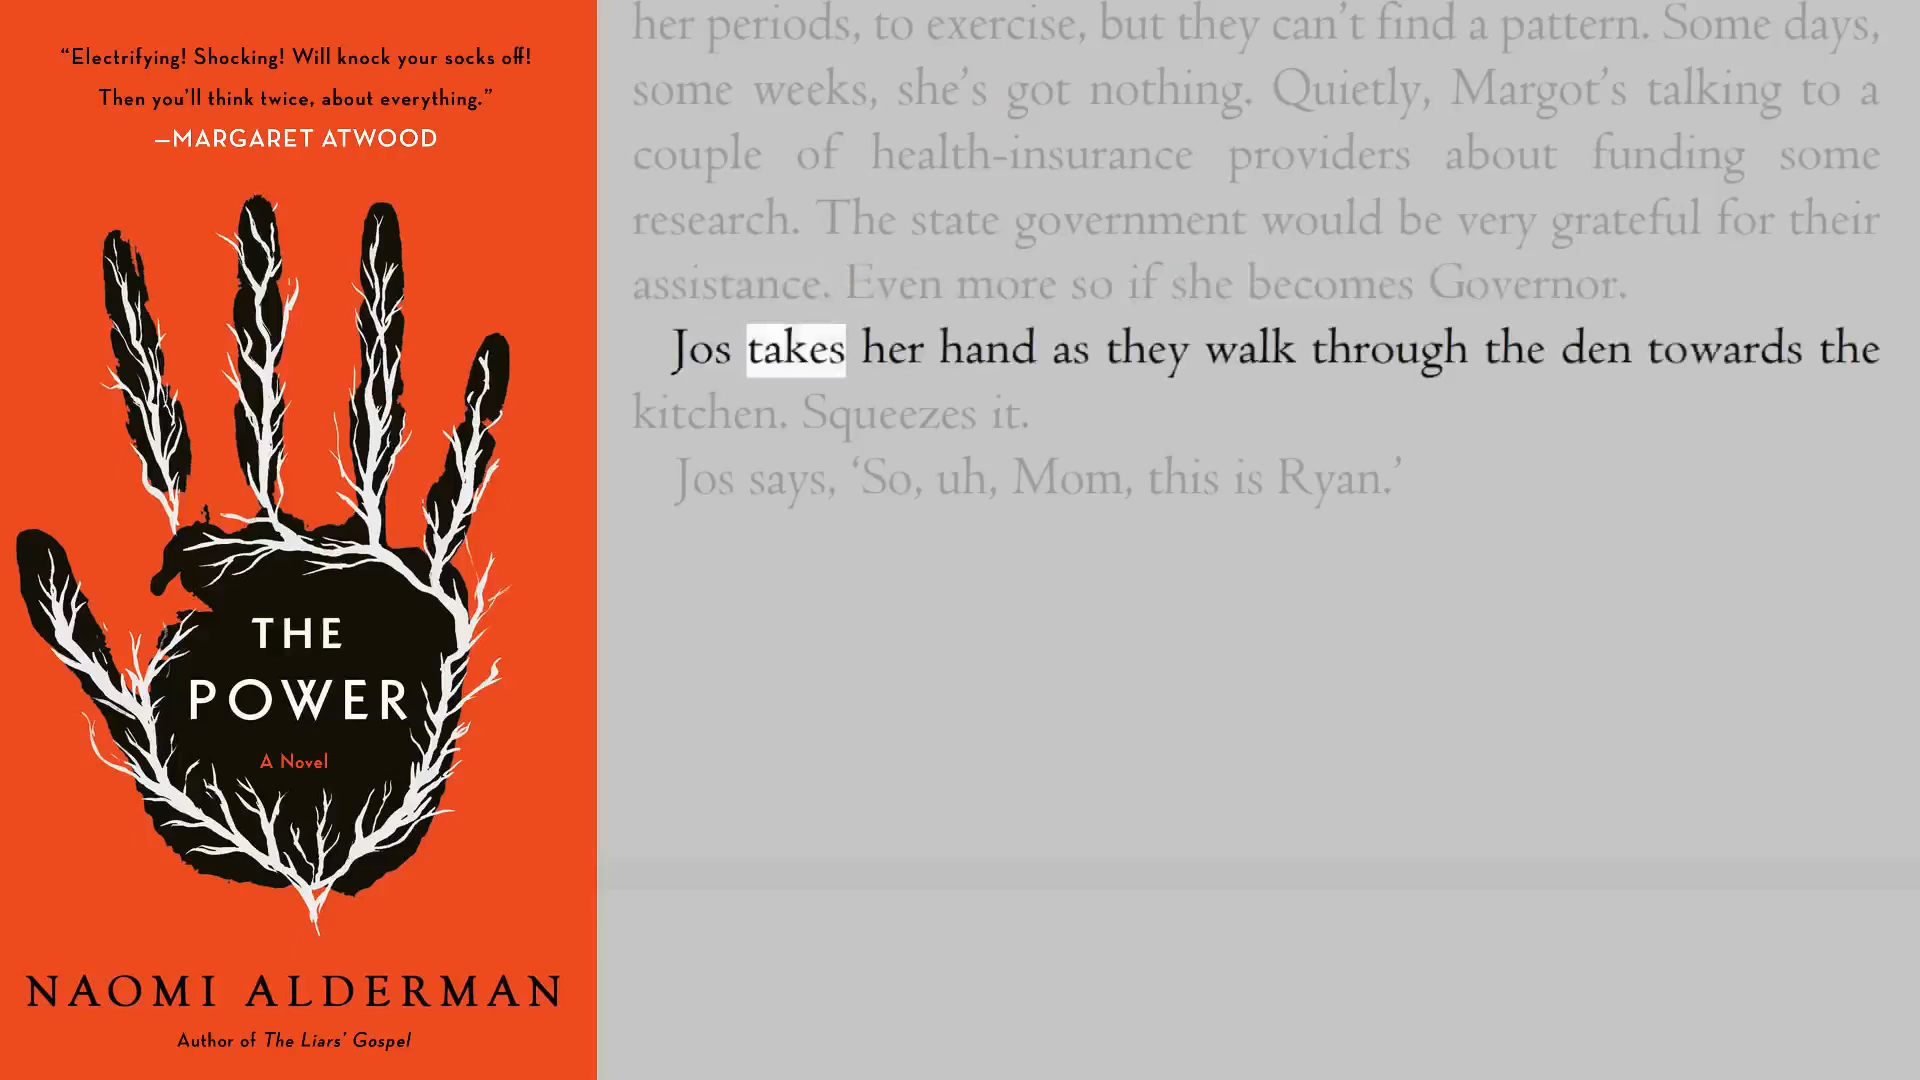 “Electrifying! Shocking! Will knock your socks off!
Then you’ll think twice, about everything.”
—MARGARET ATWOOD
THE
POWER
A Novel
NAOMI ALDERMAN
Author of The Liars’ Gospel
her periods, to exercise, but they can’t find a pattern. Some days,
some weeks, she’s got nothing. Quietly, Margot’s talking to a
couple of health-insurance providers about funding some
research. The state government would be very grateful for their
assistance. Even more so if she becomes Governor.
Jos takes her hand as they walk through the den towards the
kitchen. Squeezes it.
Jos says, ‘So, uh, Mom, this is Ryan.’